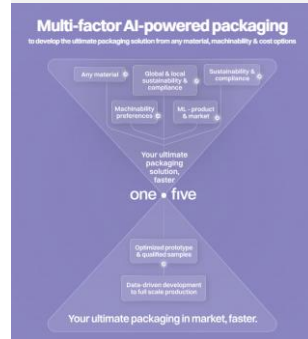 Multi-factor AI-powered packaging
to develop the ultimate packaging solution from any material, machinability & cost options
Any material
Global & local
sustainability &
compliance
Sustainability &
compliance
Machinability
preferences
ML - product
& market
Your ultimate
packaging
solution,
faster
one • five
Optimized prototype
& qualified samples
Data-driven development
to full scale production
Your ultimate packaging in market, faster.